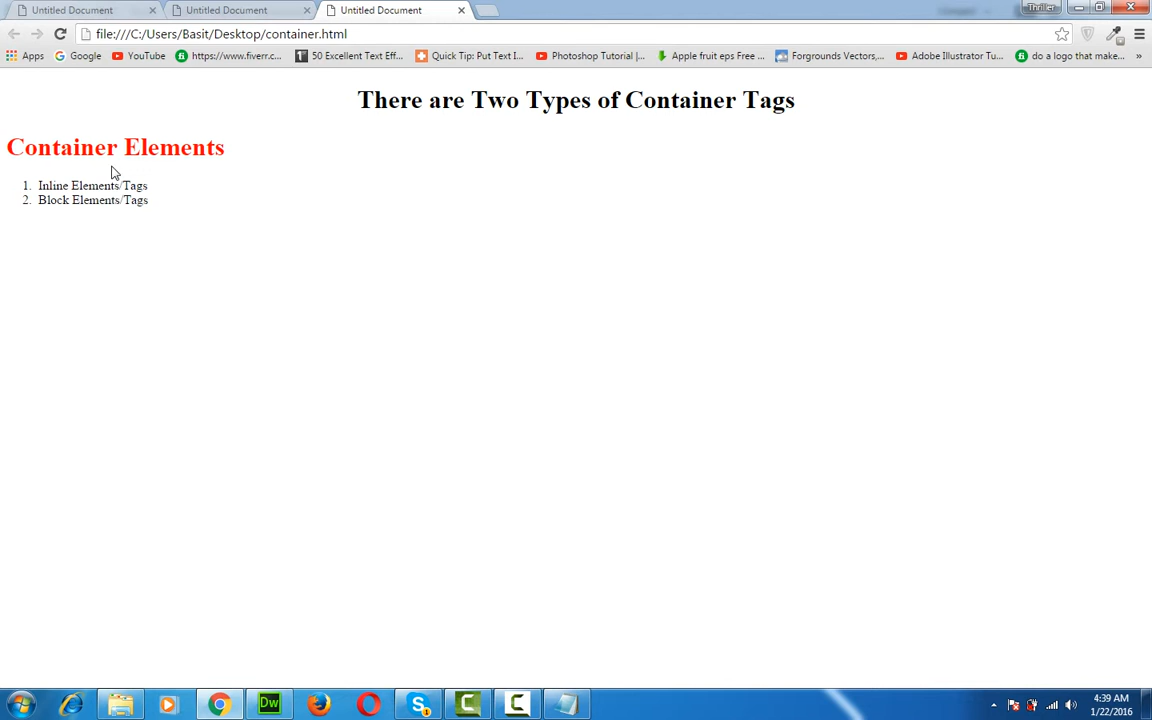 Untitled Document
Untitled Document
Untitled Document
Thriller
file:///C:/Users/Basit/Desktop/container.html
Apps
Google
YouTube
https://www.fiverr.c...
50 Excellent Text Eff...
Quick Tip: Put Text I...
Photoshop Tutorial |...
Apple fruit eps Free ...
Forgrounds Vectors,...
Adobe Illustrator Tu...
do a logo that make...
»
There are Two Types of Container Tags
Container Elements
1. Inline Elements/Tags
2. Block Elements/Tags
Dw
4:39 AM
1/22/2016